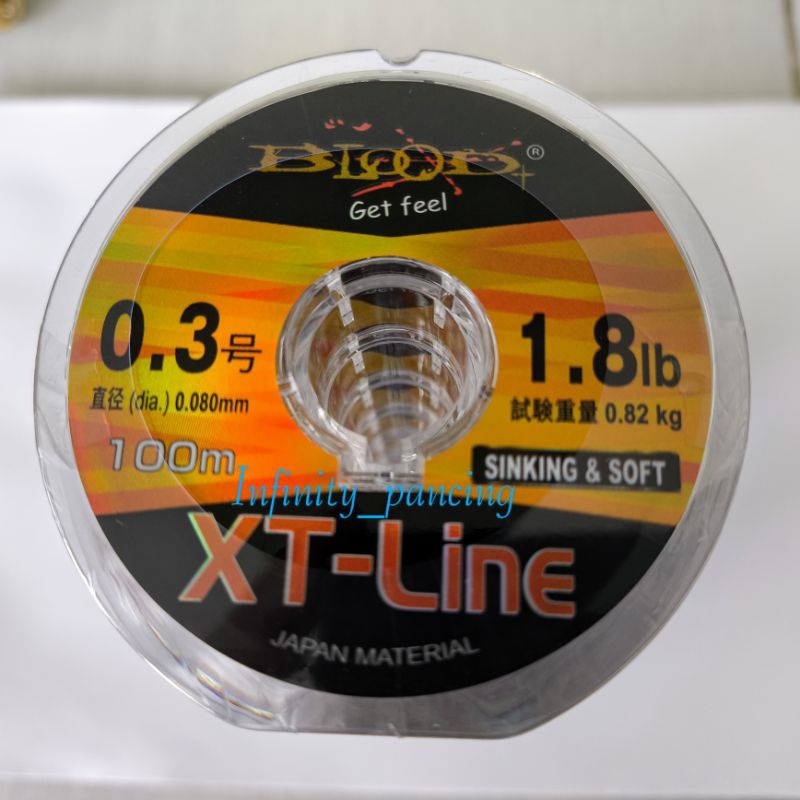 BLOOD ®
Get feel
0.3号
直径 (dia.) 0.080mm
100m
1.8lb
試験重量 0.82 kg
SINKING & SOFT
Infinity_pancing
XT-Line
JAPAN MATERIAL